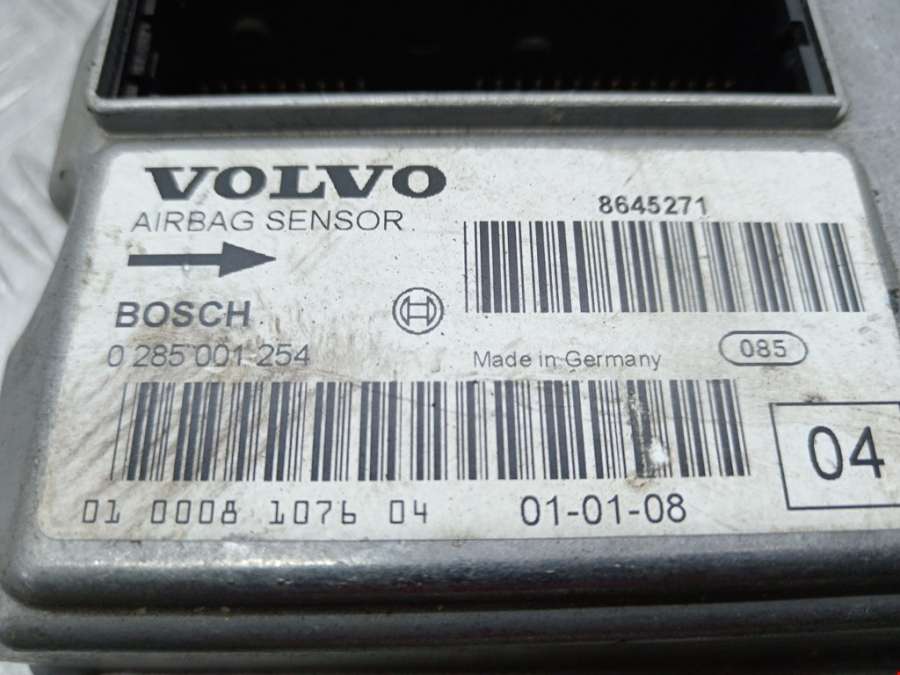 VOLVO
AIRBAG SENSOR
8645271
BOSCH
0 285 001 254
Made in Germany
085
04
01 0008 1076 04
01-01-08